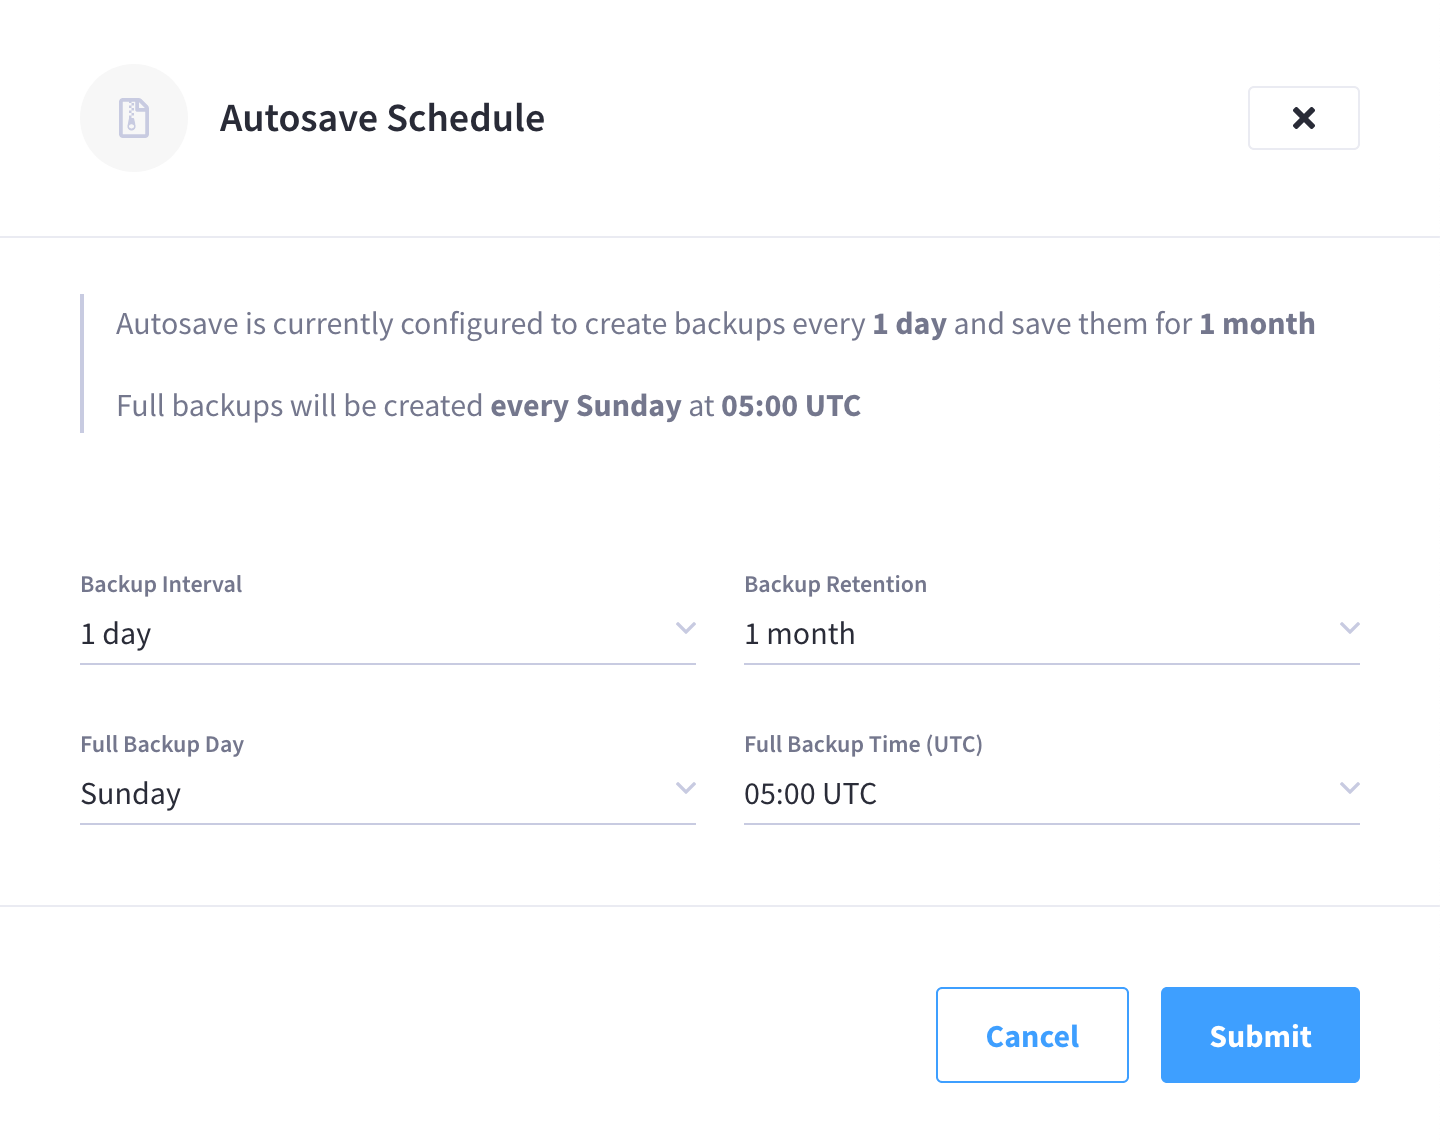 Autosave Schedule
Autosave is currently configured to create backups every 1 day and save them for 1 month
Full backups will be created every Sunday at 05:00 UTC
Backup Interval
1 day
Backup Retention
1 month
Full Backup Day
Sunday
Full Backup Time (UTC)
05:00 UTC
Cancel
Submit